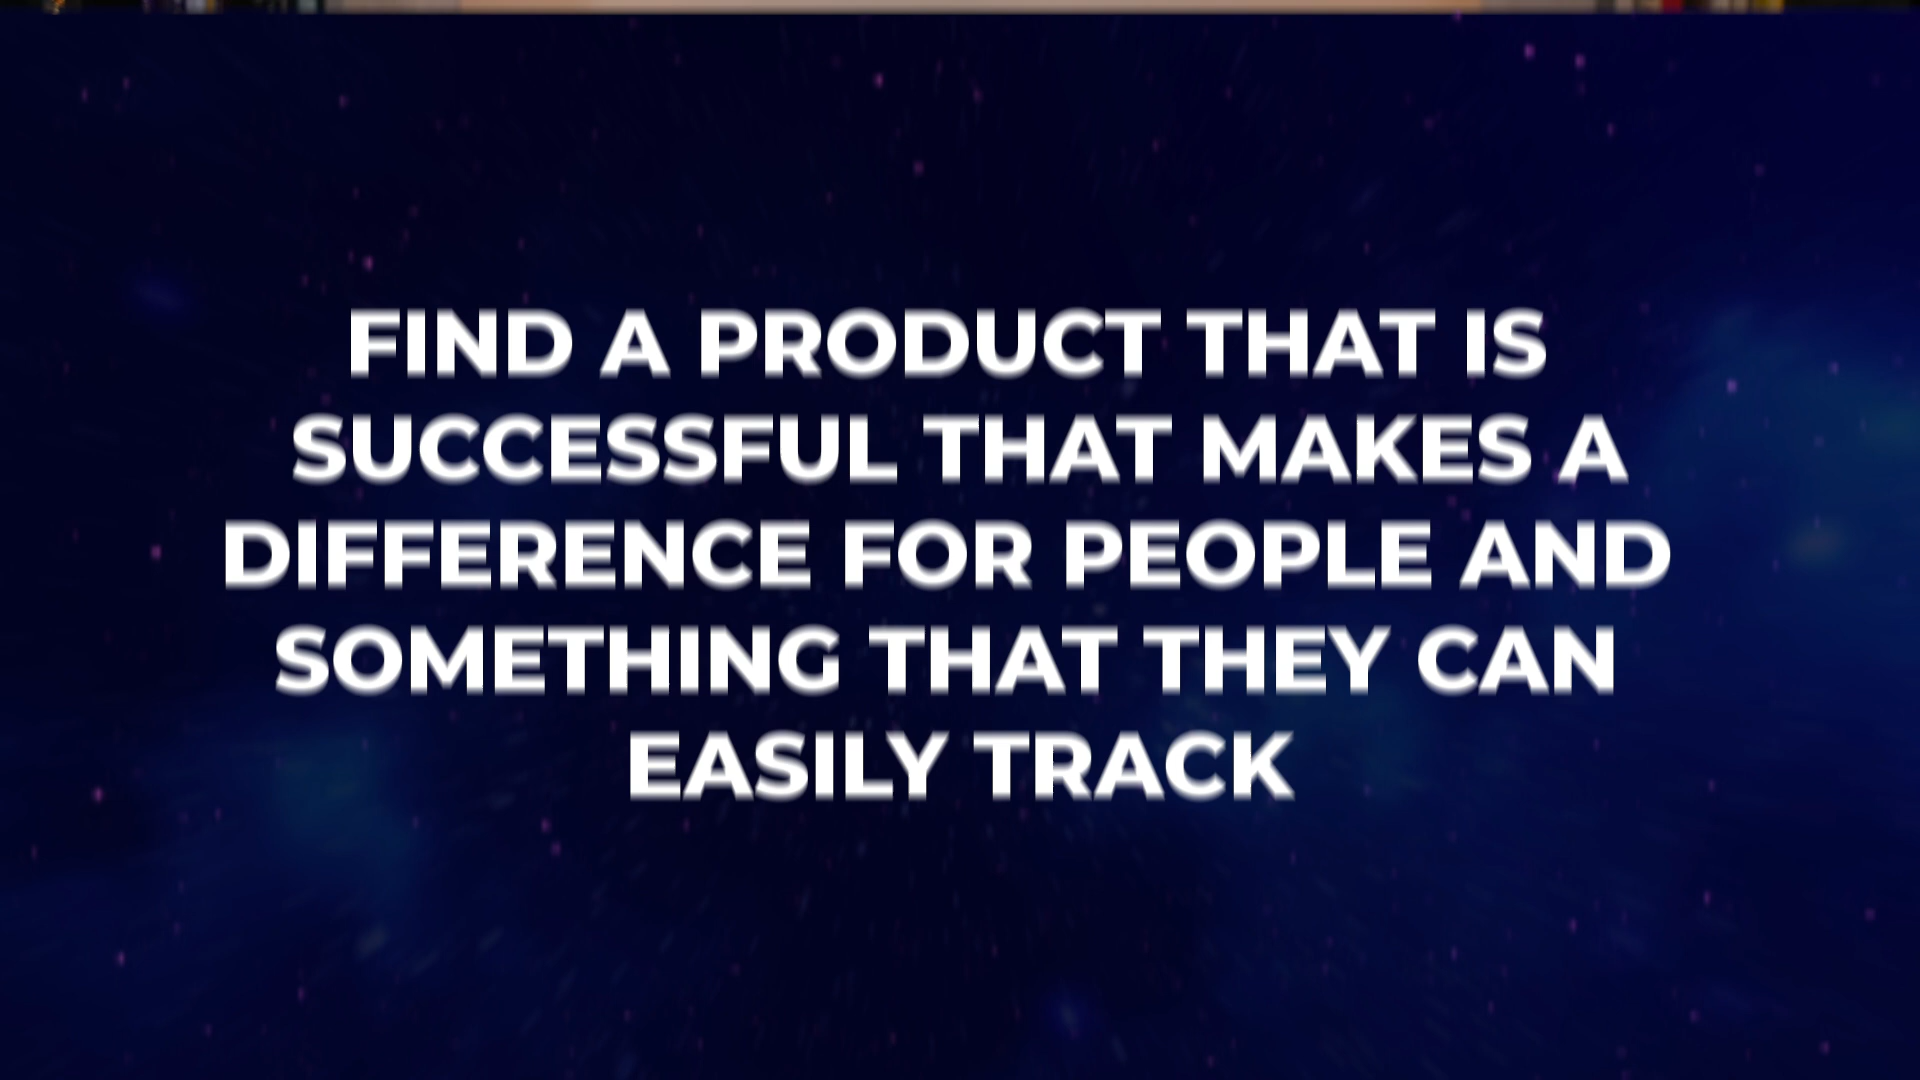 FIND A PRODUCT THAT IS
SUCCESSFUL THAT MAKES A
DIFFERENCE FOR PEOPLE AND
SOMETHING THAT THEY CAN
EASILY TRACK